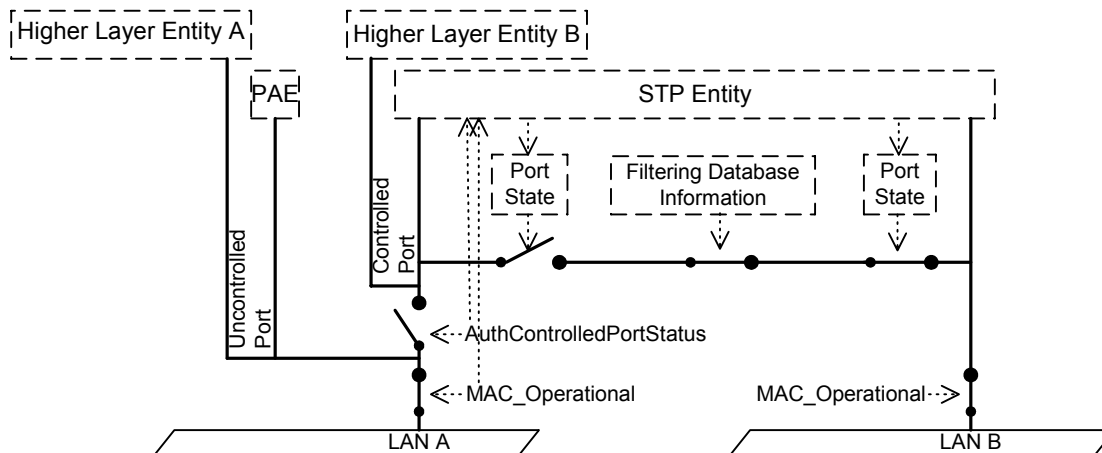 Higher Layer Entity A
Higher Layer Entity B
PAE
STP Entity
Port
State
Filtering Database
Information
Port
State
Uncontrolled
Port
Controlled
Port
AuthControlledPortStatus
MAC_Operational
MAC_Operational
LAN A
LAN B